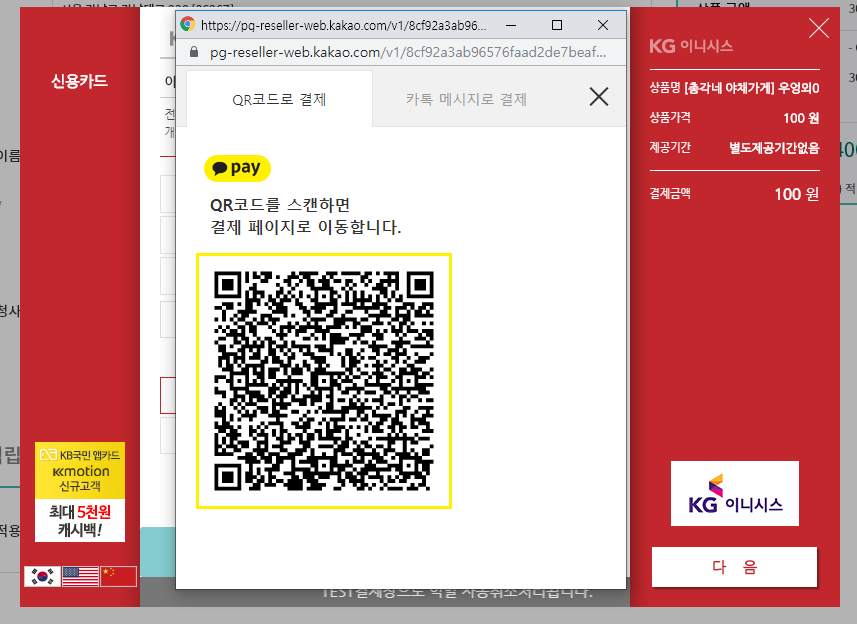 https://pg-reseller-web.kakao.com/v1/8cf92a3ab96...
pg-reseller-web.kakao.com/v1/8cf92a3ab96576faad2de7beaf...
QR코드로 결제
카톡 메시지로 결제
pay
QR코드를 스캔하면
결제 페이지로 이동합니다.
신용카드
KB국민 앱카드
motion
신규고객
최대 5천원
캐시백!
KG 이니시스
상품명 [총각네 야채가게] 우엉외0
상품가격 100 원
제공기간 별도제공기간없음
결제금액 100 원
KG 이니시스
다 음
이름
청사
적용